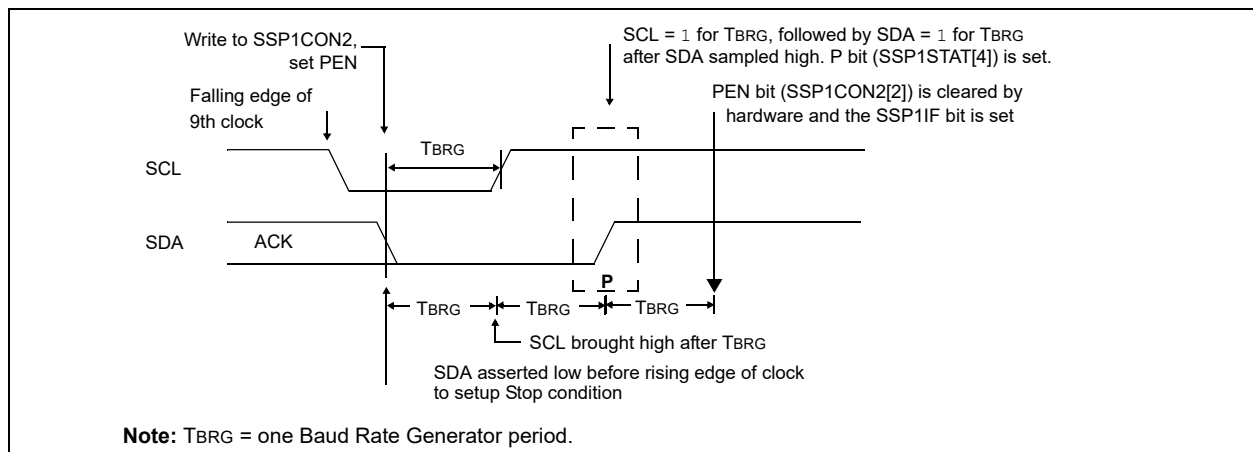 Write to SSP1CON2,
set PEN
SCL = 1 for TBRG, followed by SDA = 1 for TBRG
after SDA sampled high. P bit (SSP1STAT[4]) is set.
Falling edge of
9th clock
PEN bit (SSP1CON2[2]) is cleared by
hardware and the SSP1IF bit is set
TBRG
SCL
SDA
ACK
P
TBRG
TBRG
TBRG
SCL brought high after TBRG
SDA asserted low before rising edge of clock
to setup Stop condition
Note: TBRG = one Baud Rate Generator period.